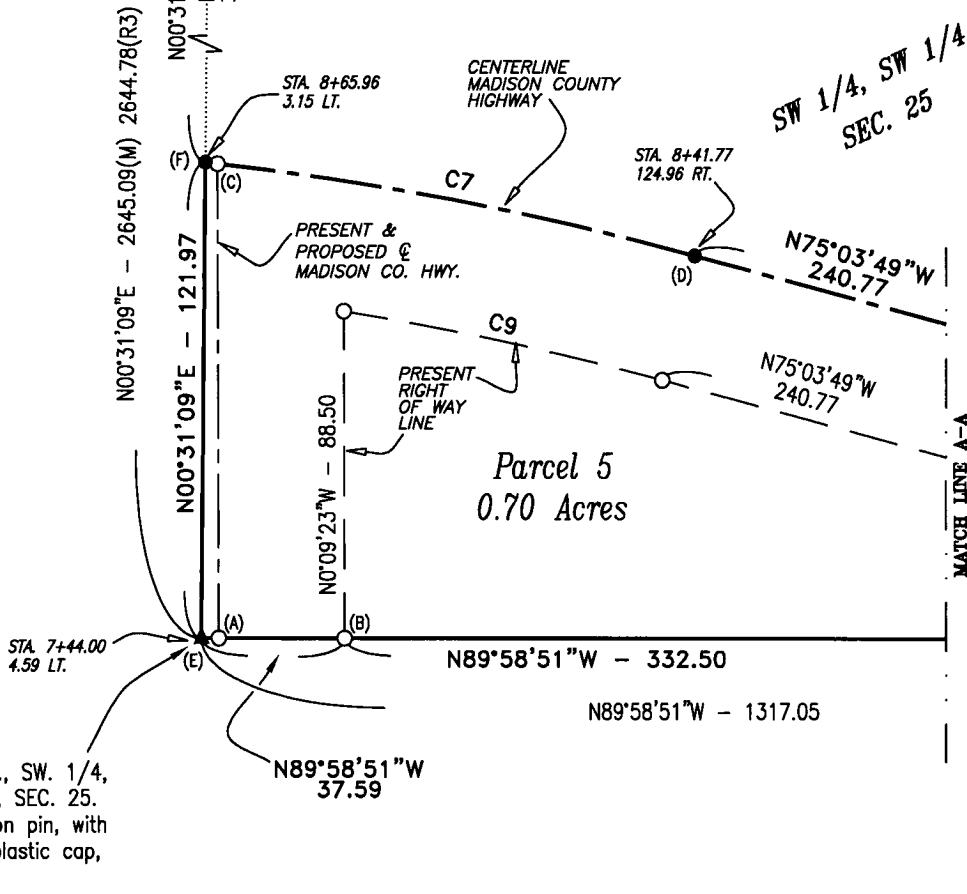 N00°31'
N00°31'09"E - 2645.09(M) 2644.78(R3)
SW 1/4, SW 1/4
SEC. 25
STA. 8+65.96
3.15 LT.
CENTERLINE
MADISON COUNTY
HIGHWAY
(F)
(C)
C7
STA. 8+41.77
124.96 RT.
(D)
N75°03'49"W
240.77
PRESENT &
PROPOSED ℄
MADISON CO. HWY.
N00°31'09"E - 121.97
C9
N75°03'49"W
240.77
PRESENT
RIGHT
OF WAY
LINE
N0°09'23"W - 88.50
Parcel 5
0.70 Acres
MATCH LINE A-A
(A)
(B)
STA. 7+44.00
4.59 LT.
(E)
N89°58'51"W - 332.50
N89°58'51"W - 1317.05
N89°58'51"W
37.59
., SW. 1/4,
, SEC. 25.
on pin, with
plastic cap,